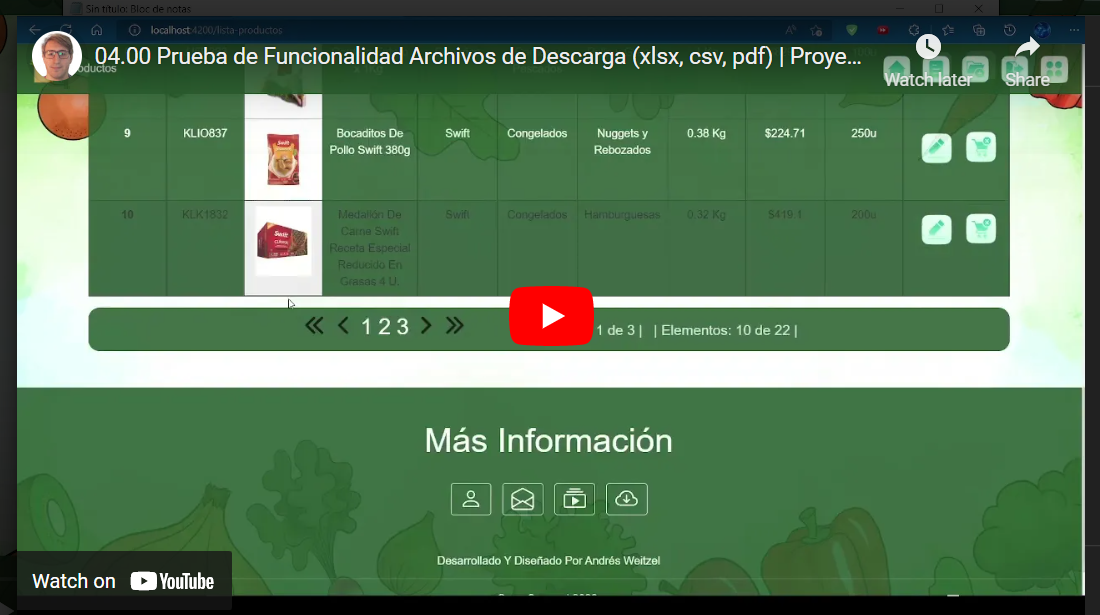 Sin título: Bloc de notas
localhost:4200/lista-productos
04.00 Prueba de Funcionalidad Archivos de Descarga (xlsx, csv, pdf) | Proye...
oductos
Watch later
Share
9 KLIO837 Bocaditos De Pollo Swift 380g Swift Congelados Nuggets y Rebozados 0.38 Kg $224.71 250u
10 KLK1832 Medallón De Carna Swift Receta Especial Reducido En Grasas 4 U. Swift Congelados Hamburguesas 0.32 Kg $419.1 200u
1 2 3
1 de 3 | | Elementos: 10 de 22 |
Más Información
Desarrollado Y Diseñado Por Andrés Weitzel
Watch on YouTube